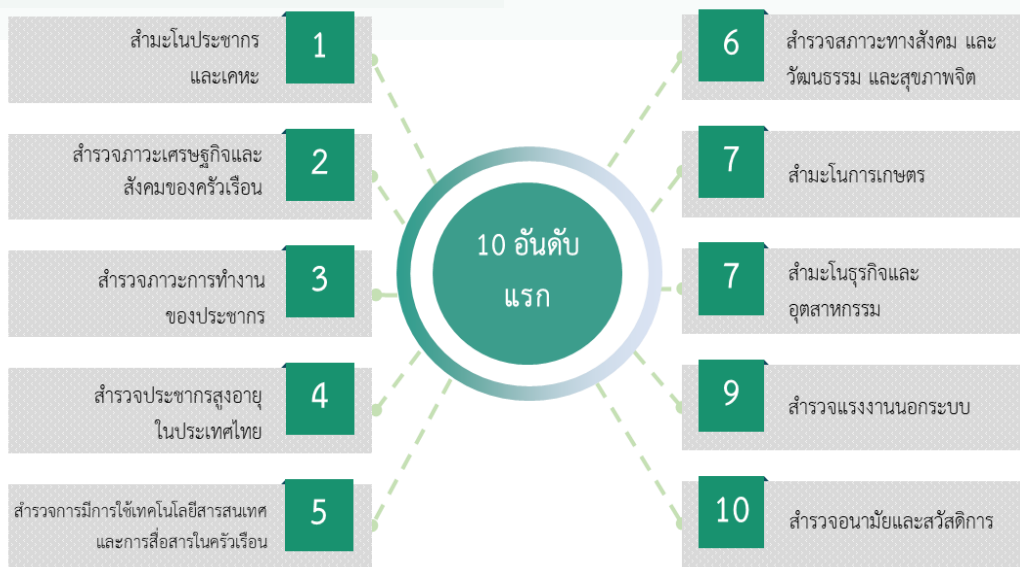 สำมะโนประชากร
และเคหะ
1
สำรวจภาวะเศรษฐกิจและ
สังคมของครัวเรือน
2
สำรวจภาวะการทำงาน
ของประชากร
3
สำรวจประชากรสูงอายุ
ในประเทศไทย
4
สำรวจการมีการใช้เทคโนโลยีสารสนเทศ
และการสื่อสารในครัวเรือน
5
10 อันดับ
แรก
6
สำรวจสภาวะทางสังคม และ
วัฒนธรรม และสุขภาพจิต
7
สำมะโนการเกษตร
7
สำมะโนธุรกิจและ
อุตสาหกรรม
9
สำรวจแรงงานนอกระบบ
10
สำรวจอนามัยและสวัสดิการ